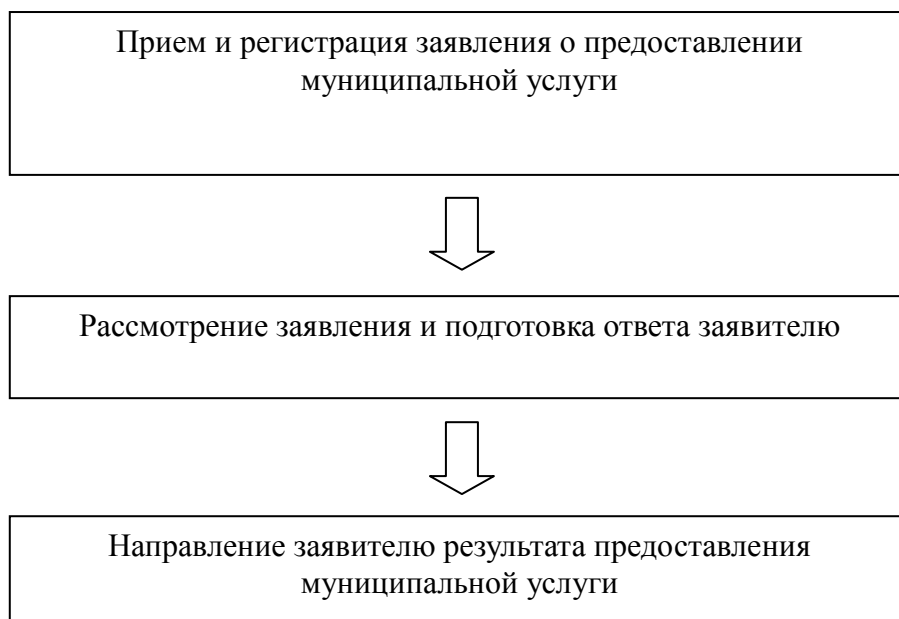 Прием и регистрация заявления о предоставлении
муниципальной услуги
Рассмотрение заявления и подготовка ответа заявителю
Направление заявителю результата предоставления
муниципальной услуги